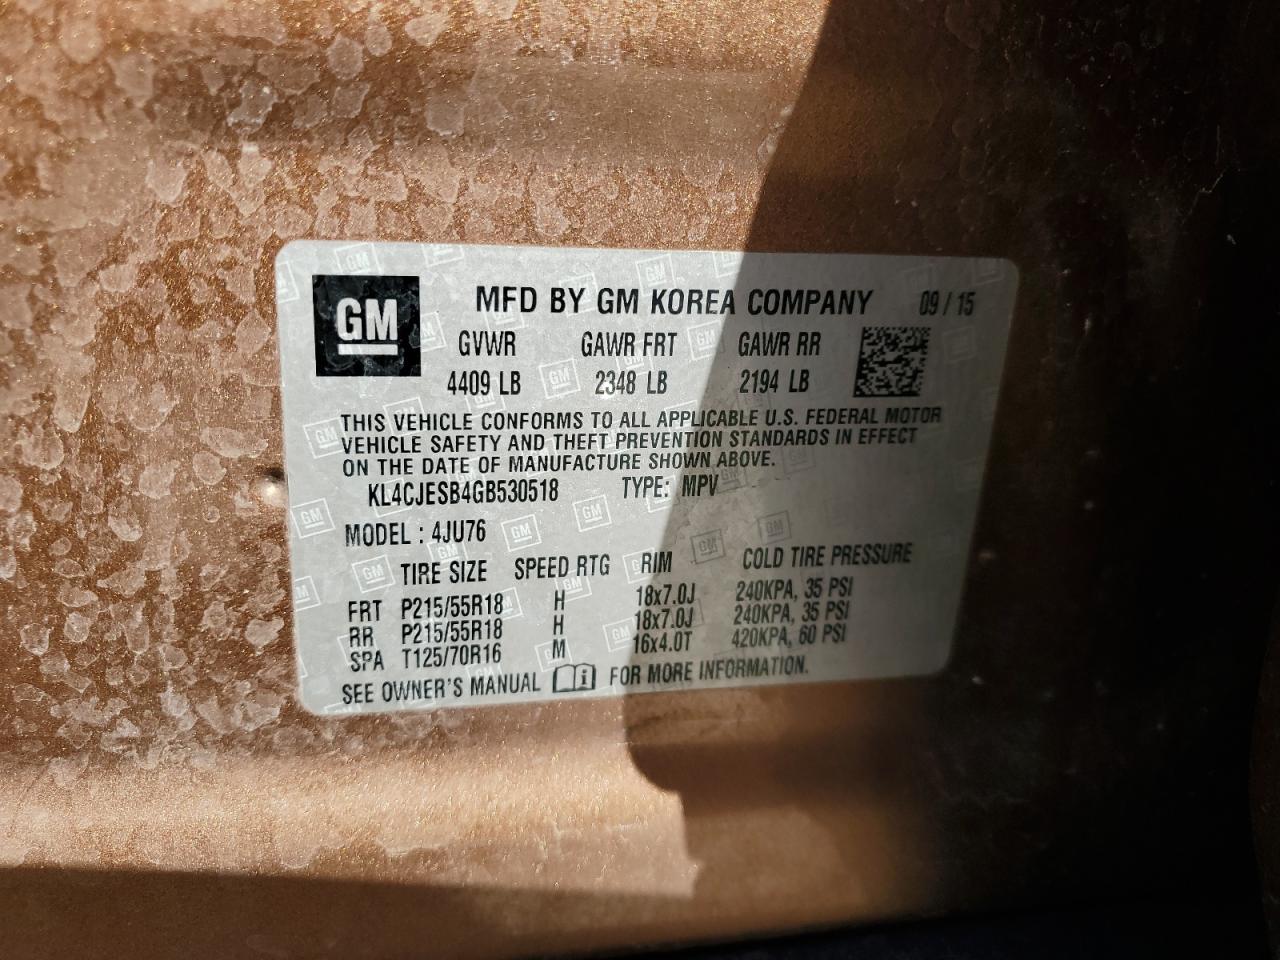 GM MFD BY GM KOREA COMPANY 09 / 15
GVWR GAWR FRT GAWR RR
4409 LB 2348 LB 2194 LB
THIS VEHICLE CONFORMS TO ALL APPLICABLE U.S. FEDERAL MOTOR
VEHICLE SAFETY AND THEFT PREVENTION STANDARDS IN EFFECT
ON THE DATE OF MANUFACTURE SHOWN ABOVE.
KL4CJESB4GB530518 TYPE: MPV
MODEL : 4JU76
TIRE SIZE SPEED RTG RIM COLD TIRE PRESSURE
FRT P215/55R18 H 18x7.0J 240KPA, 35 PSI
RR P215/55R18 H 18x7.0J 240KPA, 35 PSI
SPA T125/70R16 M 16x4.0T 420KPA, 60 PSI
SEE OWNER'S MANUAL i FOR MORE INFORMATION.